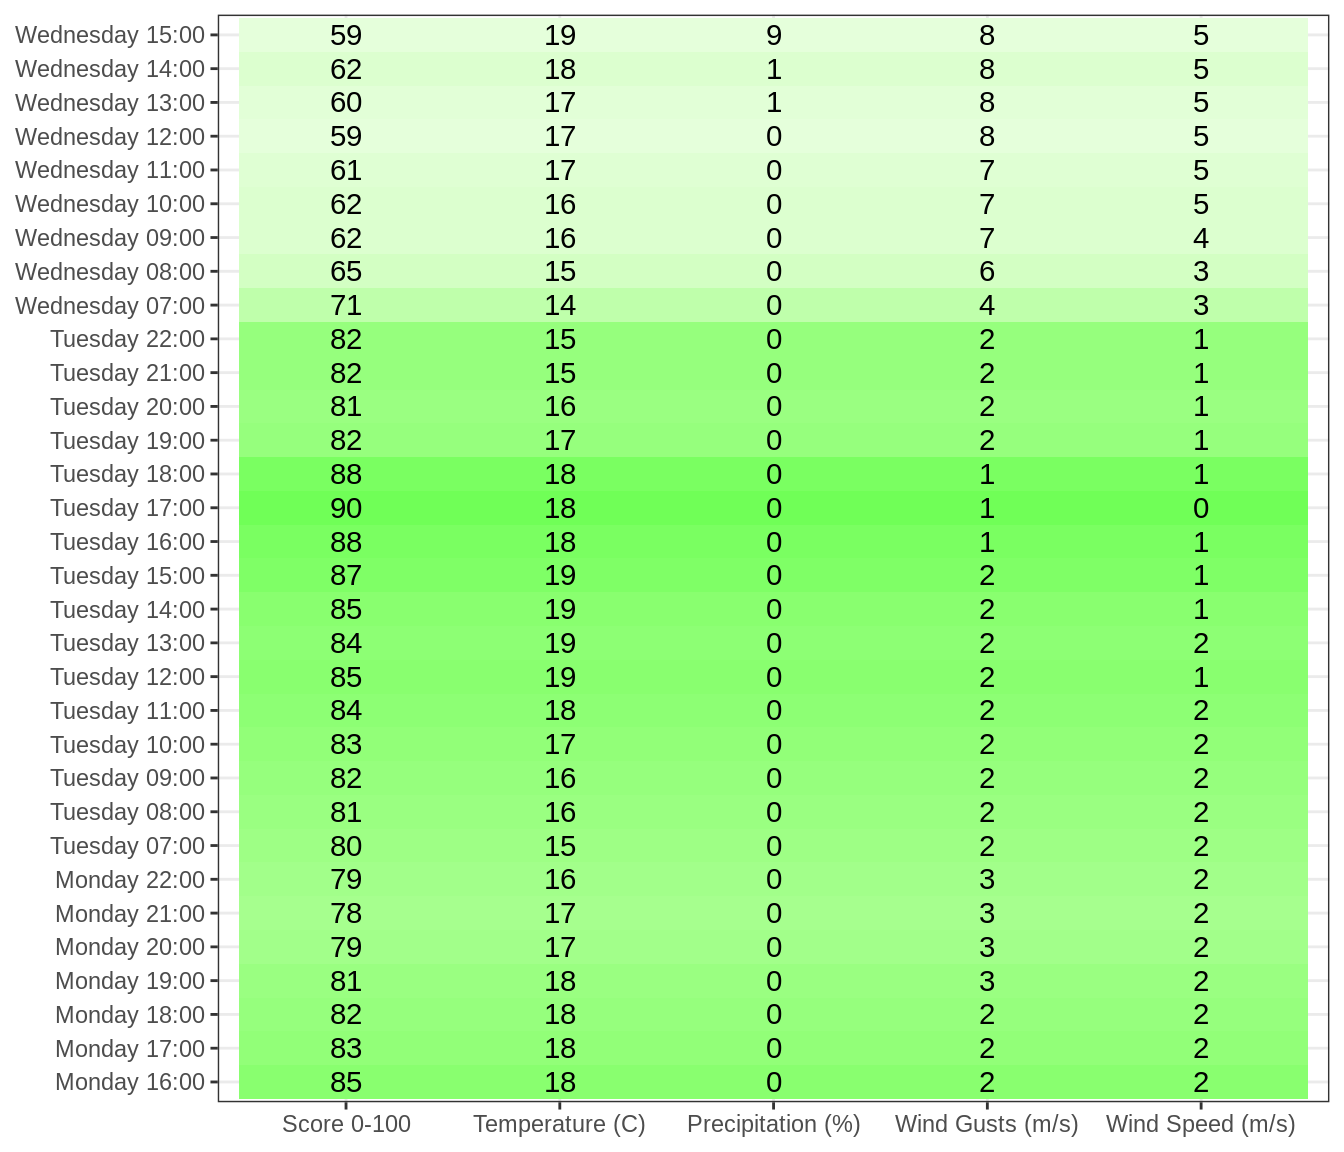 Wednesday 15:00 59 19 9 8 5
Wednesday 14:00 62 18 1 8 5
Wednesday 13:00 60 17 1 8 5
Wednesday 12:00 59 17 0 8 5
Wednesday 11:00 61 17 0 7 5
Wednesday 10:00 62 16 0 7 5
Wednesday 09:00 62 16 0 7 4
Wednesday 08:00 65 15 0 6 3
Wednesday 07:00 71 14 0 4 3
Tuesday 22:00 82 15 0 2 1
Tuesday 21:00 82 15 0 2 1
Tuesday 20:00 81 16 0 2 1
Tuesday 19:00 82 17 0 2 1
Tuesday 18:00 88 18 0 1 1
Tuesday 17:00 90 18 0 1 0
Tuesday 16:00 88 18 0 1 1
Tuesday 15:00 87 19 0 2 1
Tuesday 14:00 85 19 0 2 1
Tuesday 13:00 84 19 0 2 2
Tuesday 12:00 85 19 0 2 1
Tuesday 11:00 84 18 0 2 2
Tuesday 10:00 83 17 0 2 2
Tuesday 09:00 82 16 0 2 2
Tuesday 08:00 81 16 0 2 2
Tuesday 07:00 80 15 0 2 2
Monday 22:00 79 16 0 3 2
Monday 21:00 78 17 0 3 2
Monday 20:00 79 17 0 3 2
Monday 19:00 81 18 0 3 2
Monday 18:00 82 18 0 2 2
Monday 17:00 83 18 0 2 2
Monday 16:00 85 18 0 2 2
Score 0-100 Temperature (C) Precipitation (%) Wind Gusts (m/s) Wind Speed (m/s)